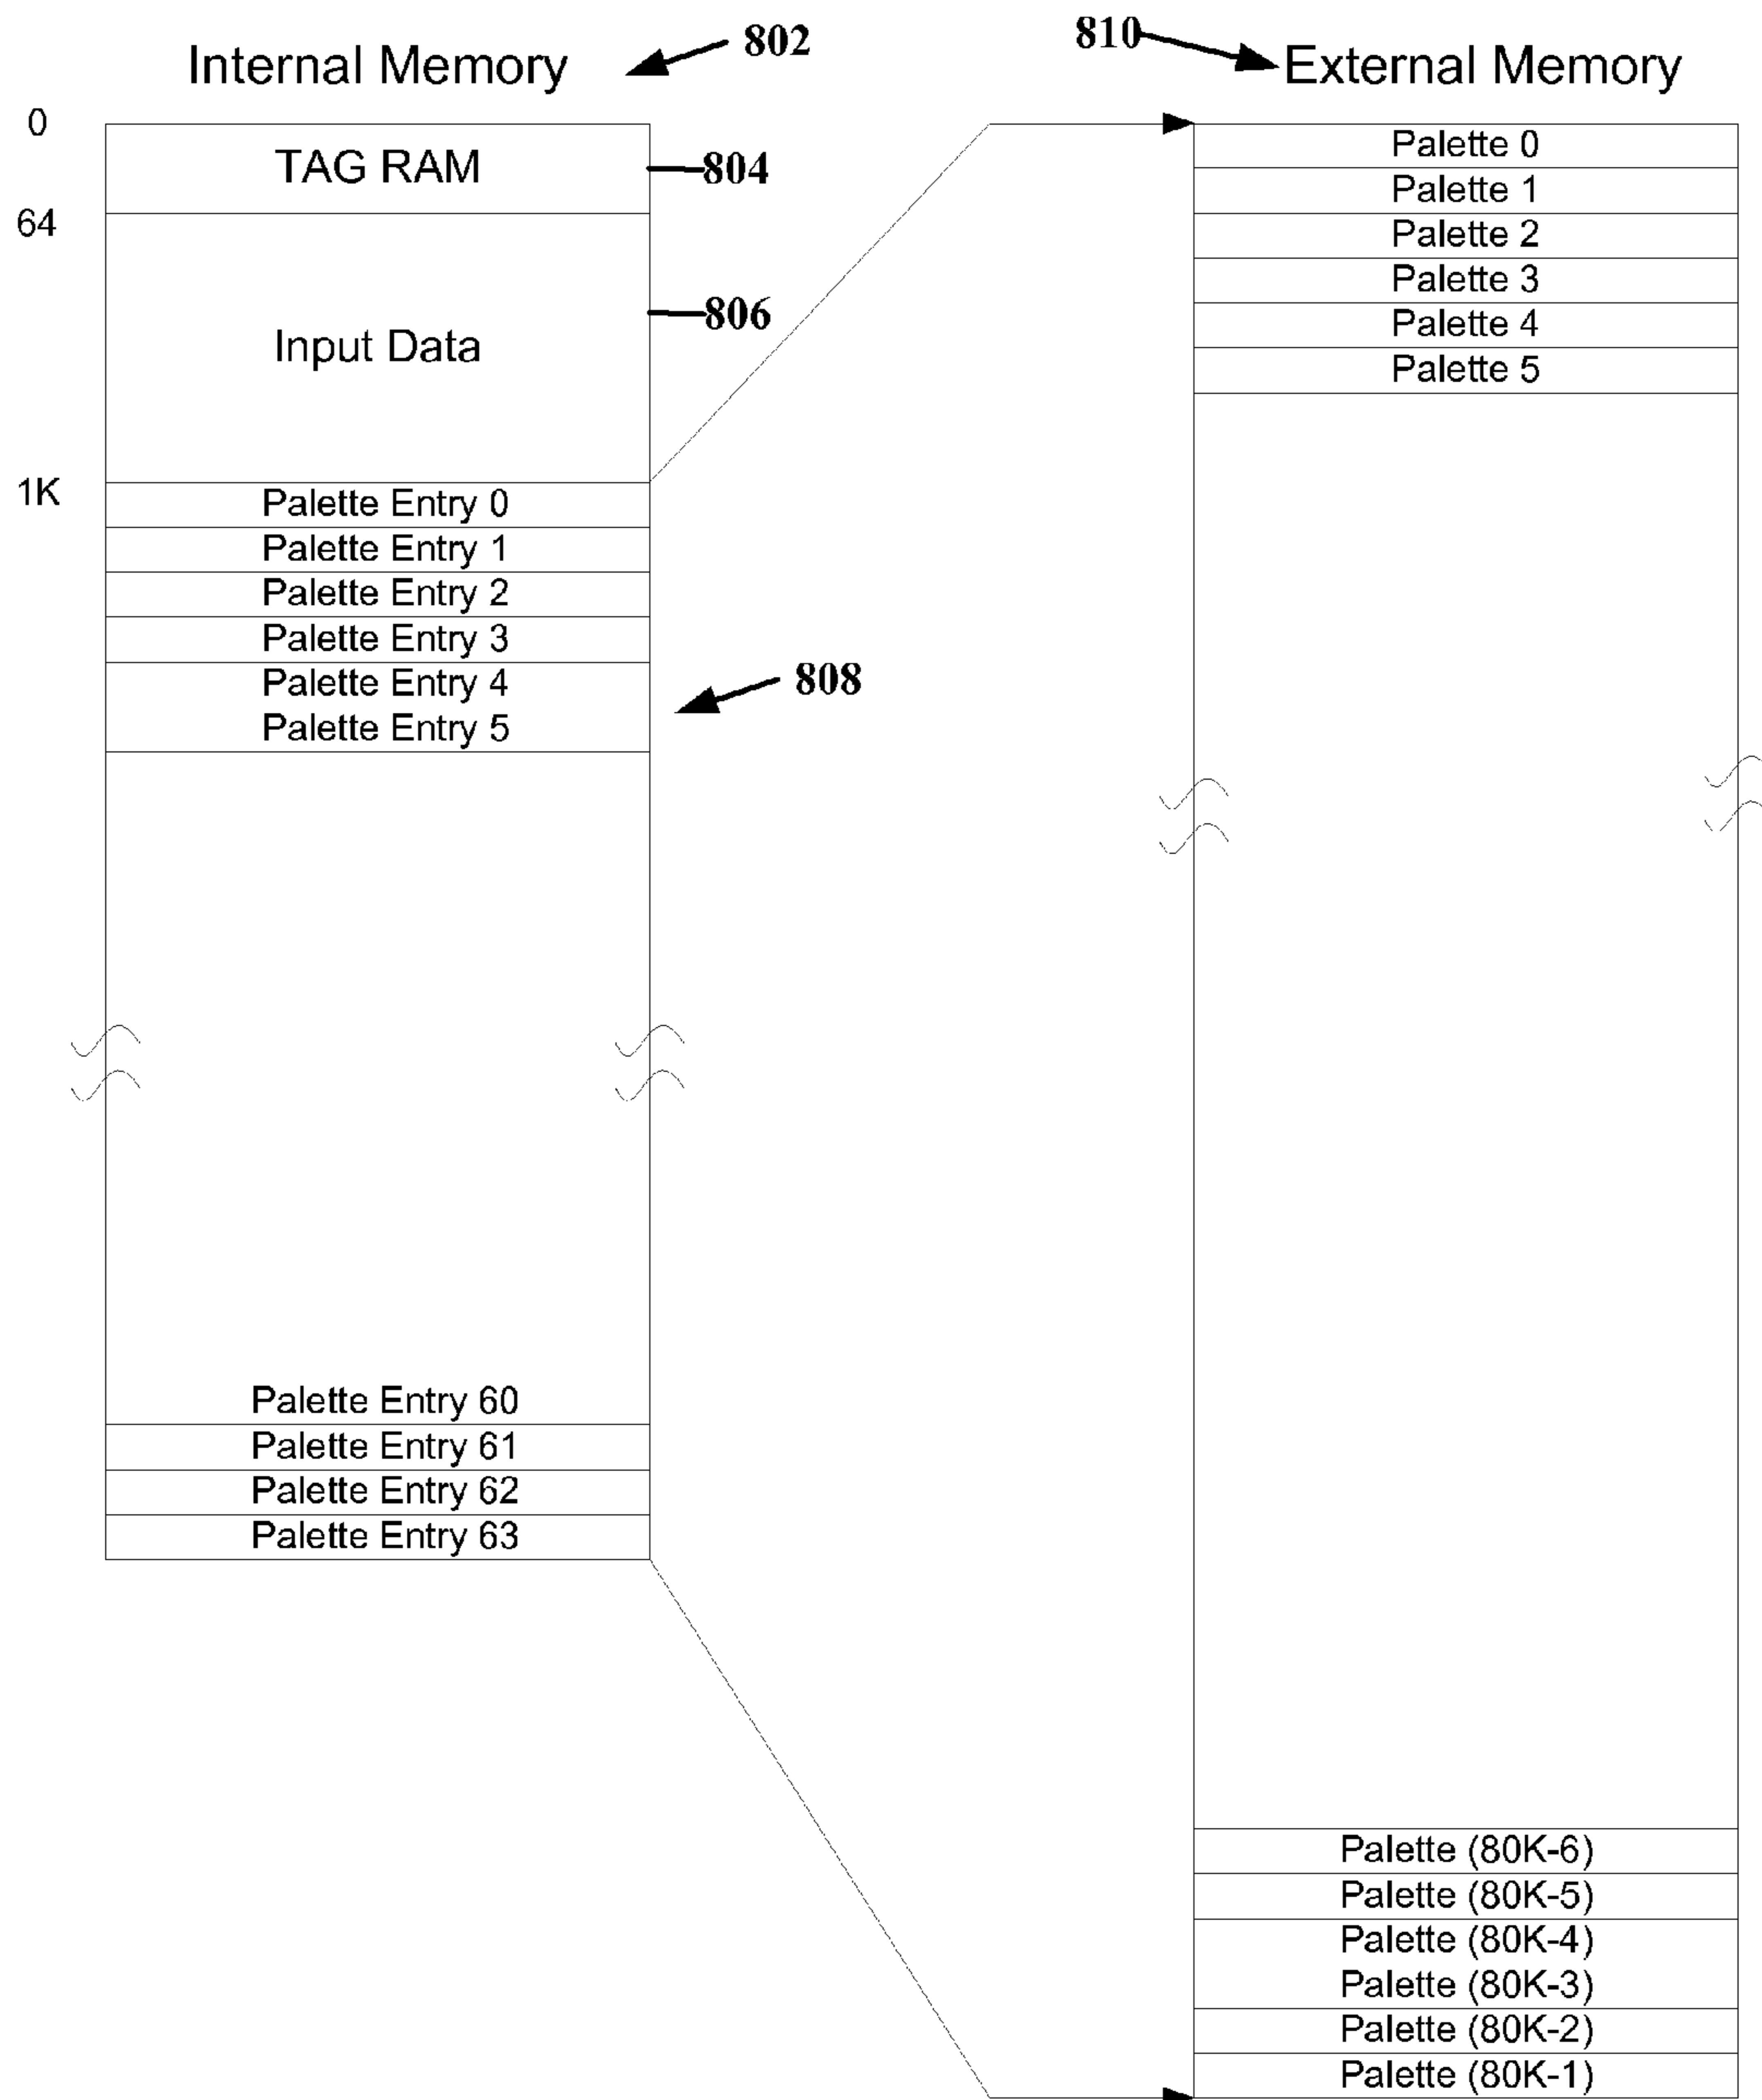 Internal Memory
802
0
TAG RAM
804
64
Input Data
806
1K
Palette Entry 0
Palette Entry 1
Palette Entry 2
Palette Entry 3
Palette Entry 4
Palette Entry 5
808
Palette Entry 60
Palette Entry 61
Palette Entry 62
Palette Entry 63
810
External Memory
Palette 0
Palette 1
Palette 2
Palette 3
Palette 4
Palette 5
Palette (80K-6)
Palette (80K-5)
Palette (80K-4)
Palette (80K-3)
Palette (80K-2)
Palette (80K-1)